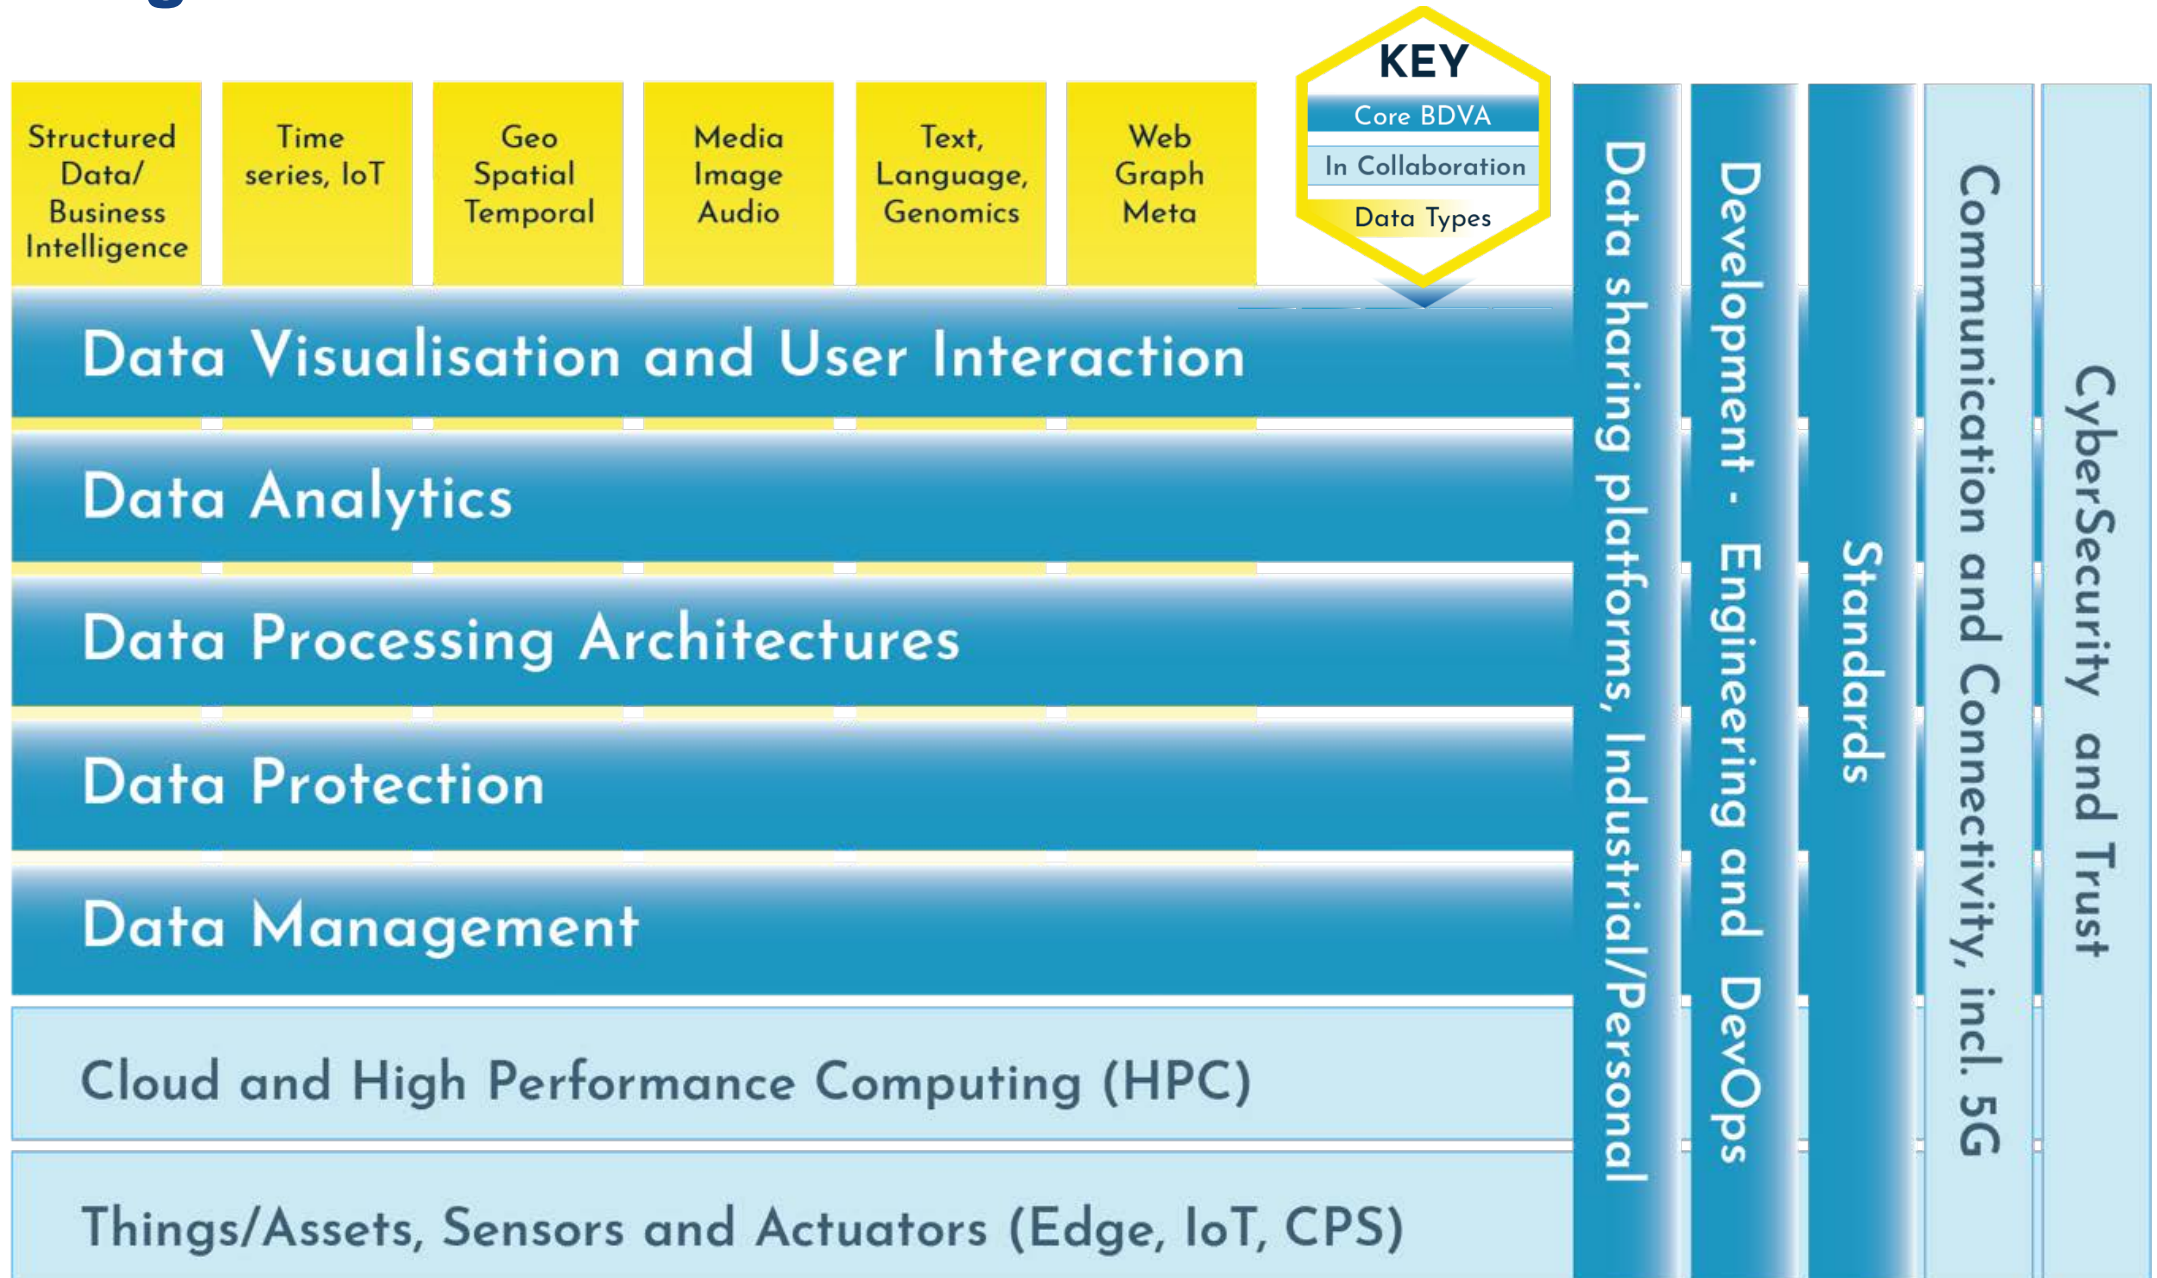 KEY
Core BDVA
In Collaboration
Data Types
Structured
Data/
Business
Intelligence
Time
series, IoT
Geo
Spatial
Temporal
Media
Image
Audio
Text,
Language,
Genomics
Web
Graph
Meta
Data Visualisation and User Interaction
Data Analytics
Data Processing Architectures
Data Protection
Data Management
Cloud and High Performance Computing (HPC)
Things/Assets, Sensors and Actuators (Edge, IoT, CPS)
Data sharing platforms, Industrial/Personal
Development - Engineering and DevOps
Standards
Communication and Connectivity, incl. 5G
CyberSecurity and Trust